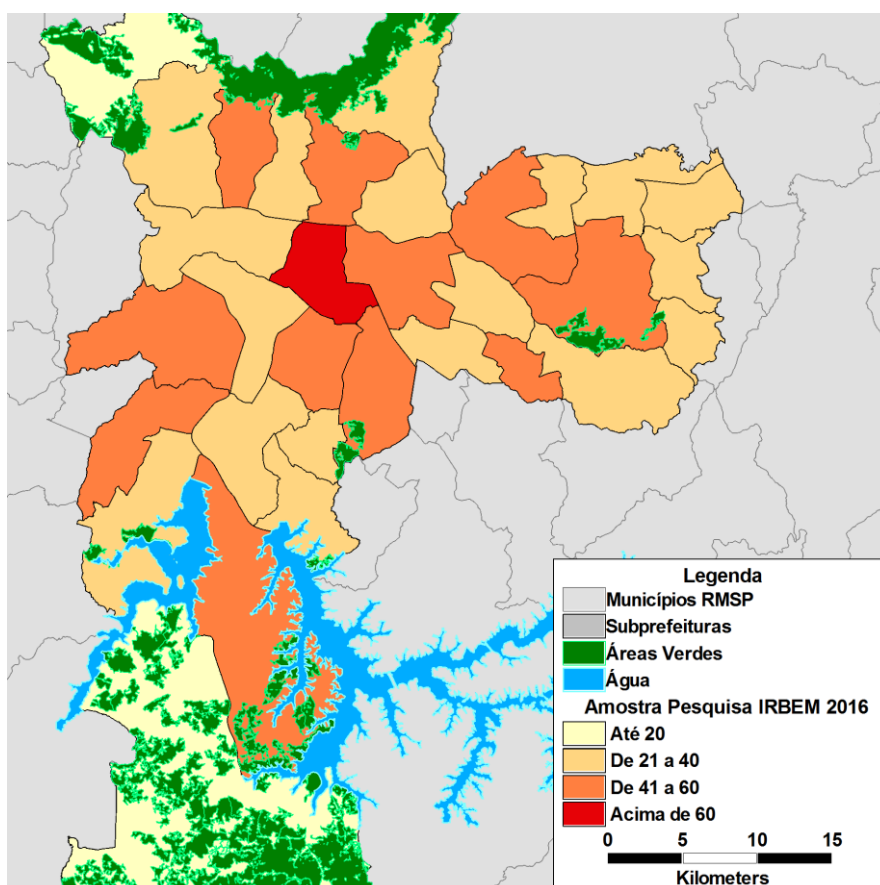 Legenda
Municípios RMSP
Subprefeituras
Áreas Verdes
Água
Amostra Pesquisa IRBEM 2016
Até 20
De 21 a 40
De 41 a 60
Acima de 60
0 5 10 15
Kilometers